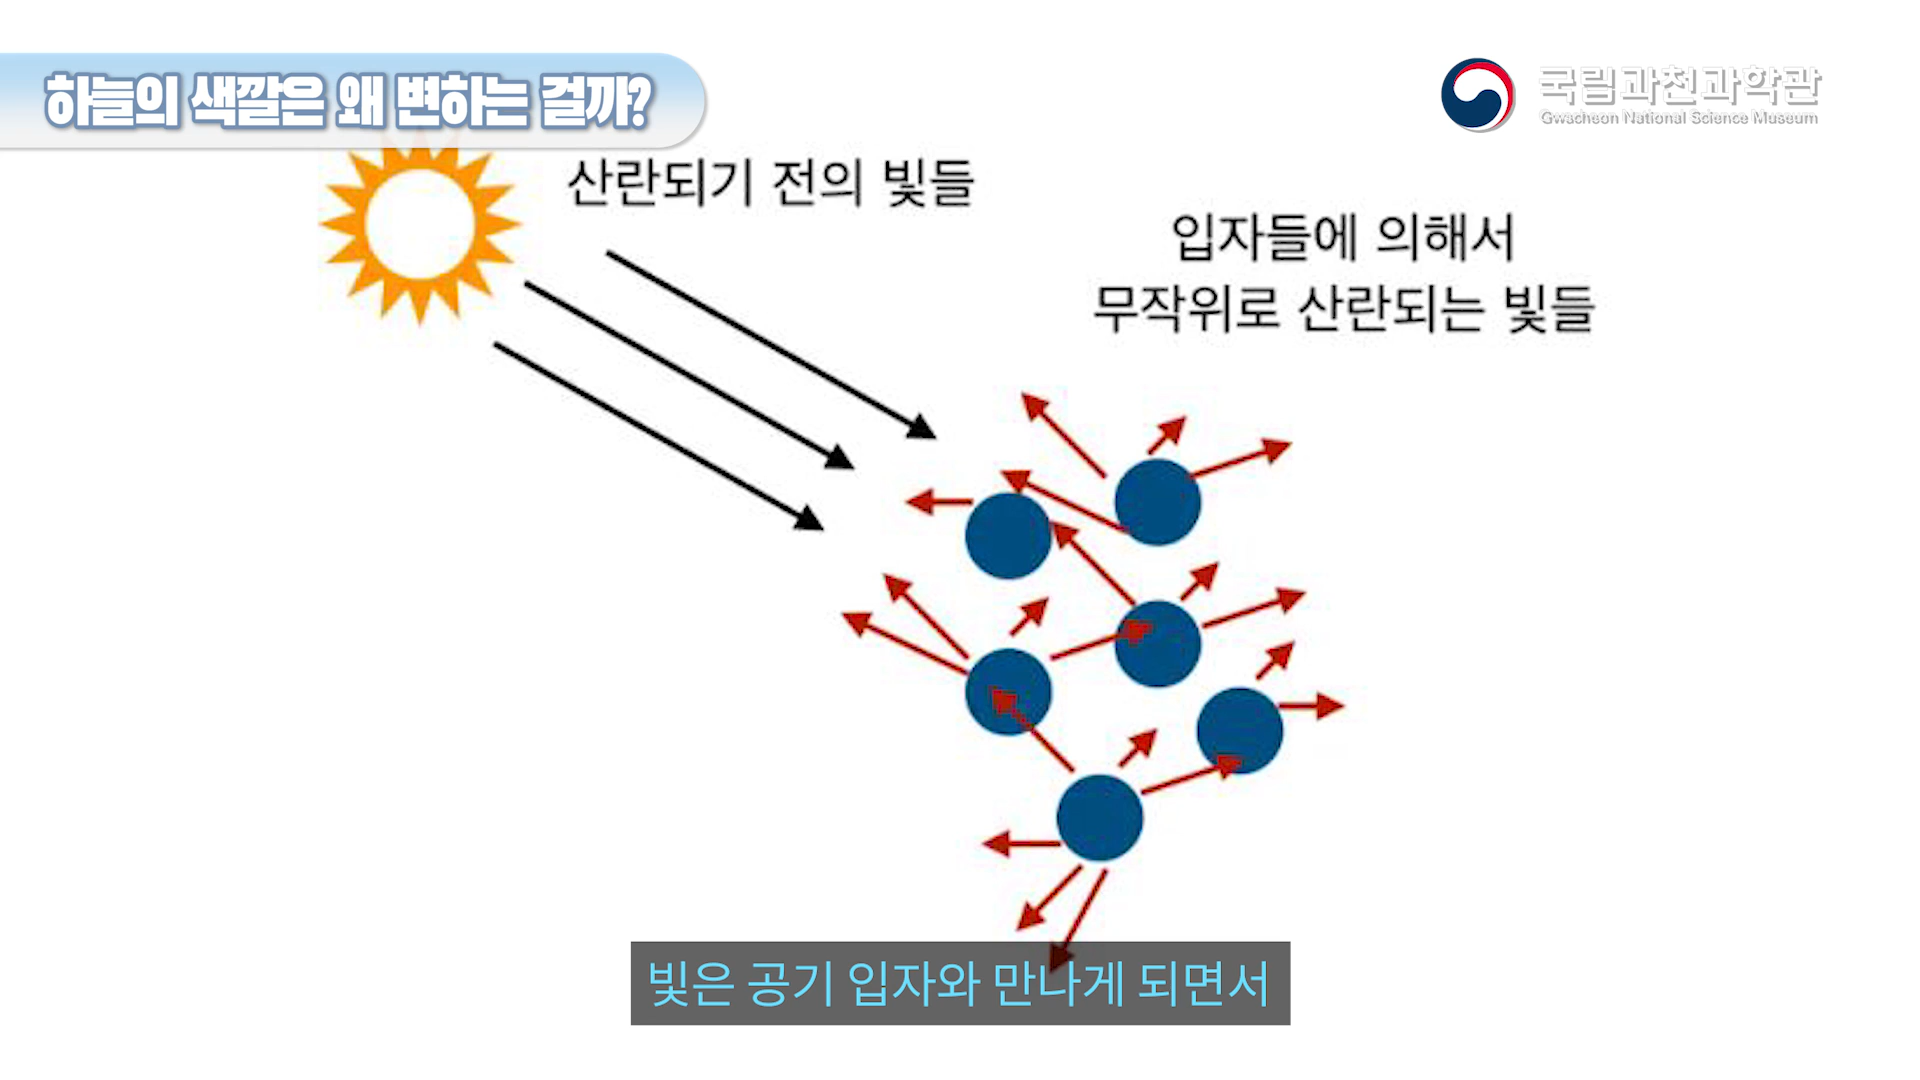 하늘의 색깔은 왜 변하는 걸까?
국립과천과학관
Gwacheon National Science Museum
산란되기 전의 빛들
입자들에 의해서
무작위로 산란되는 빛들
빛은 공기 입자와 만나게 되면서